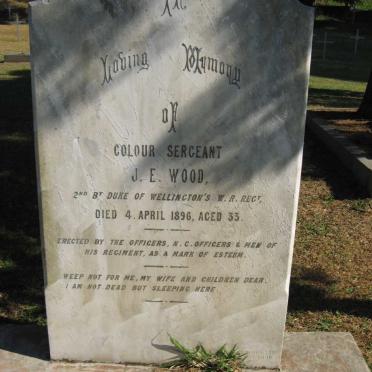 In
Loving Memory
of
COLOUR SERGEANT
J. E. WOOD,
2ND BT DUKE OF WELLINGTON'S W. R. REGT,
DIED 4 APRIL 1896, AGED 33.
ERECTED BY THE OFFICERS, N. C. OFFICERS & MEN OF
HIS REGIMENT, AS A MARK OF ESTEEM.
WEEP NOT FOR ME, MY WIFE AND CHILDREN DEAR,
I AM NOT DEAD BUT SLEEPING HERE.